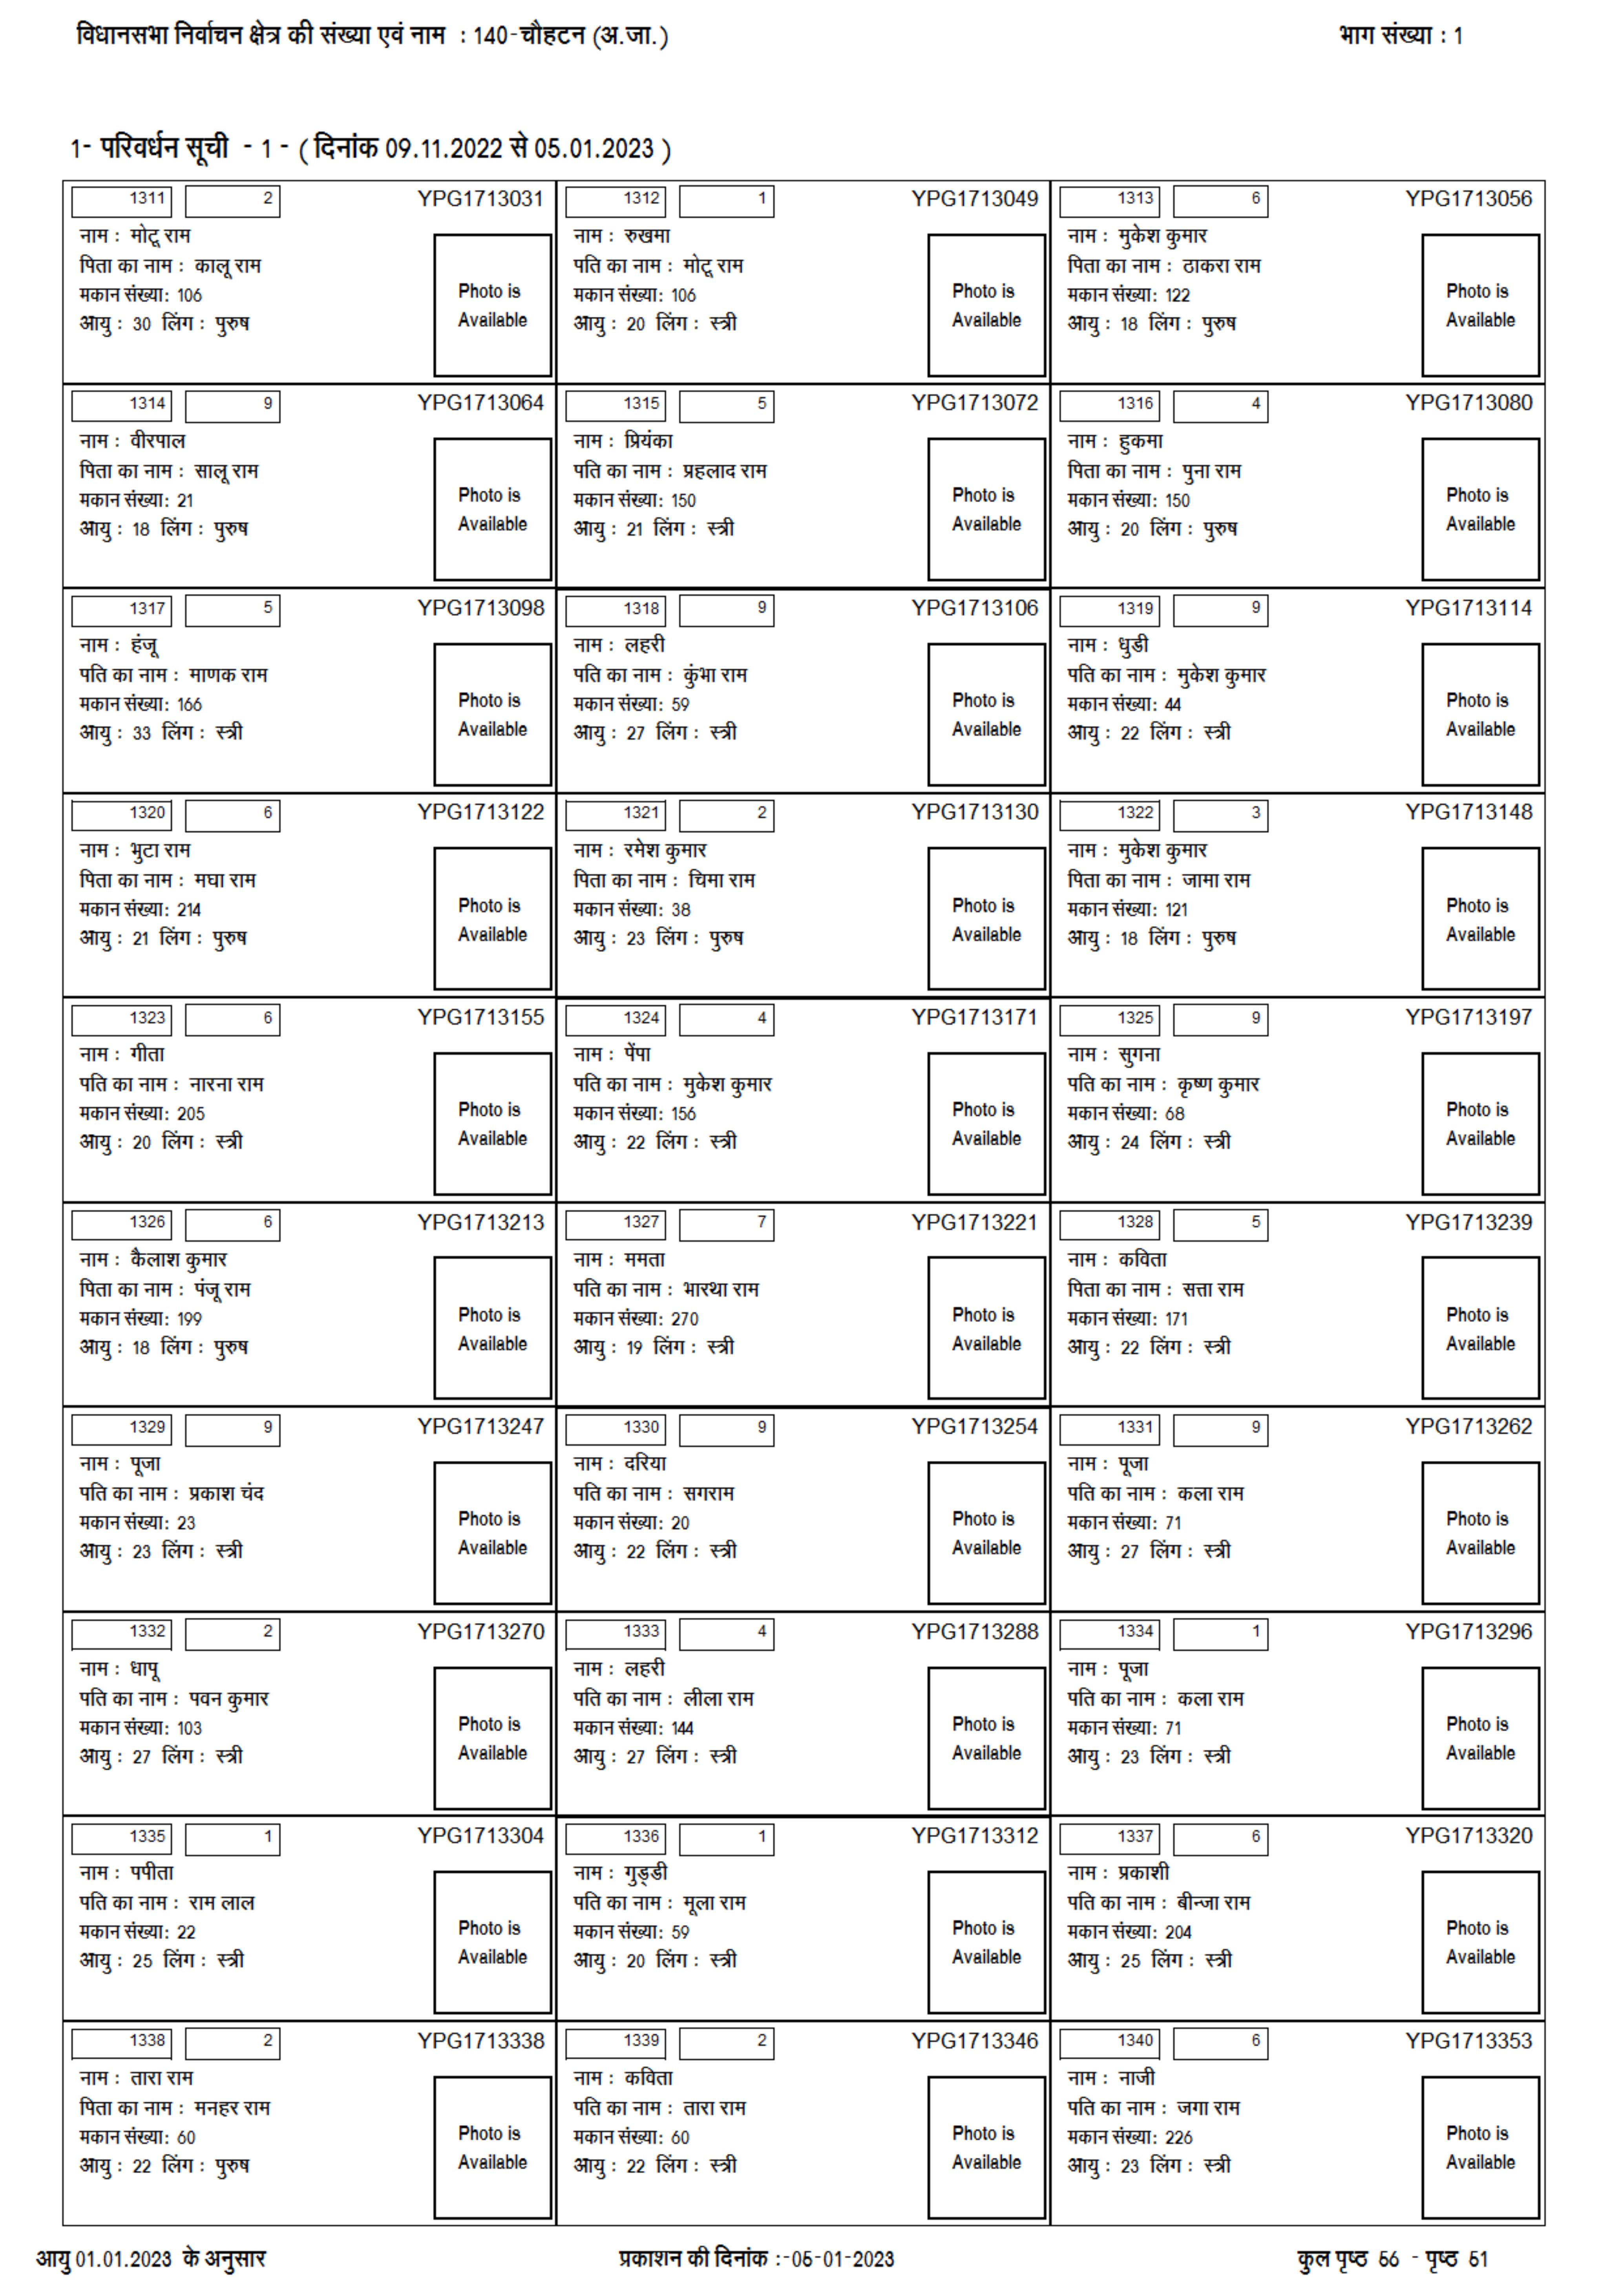 विधानसभा निर्वाचन क्षेत्र की संख्या एवं नाम : 140-चौहटन (अ.जा.) भाग संख्या : 1
1- परिवर्धन सूची - 1 - ( दिनांक 09.11.2022 से 05.01.2023 )
1311 2 YPG1713031
नाम : मोटू राम
पिता का नाम : कालू राम
मकान संख्या: 106
आयु : 30 लिंग : पुरुष
Photo is
Available
1312 1 YPG1713049
नाम : रुखमा
पति का नाम : मोटू राम
मकान संख्या: 106
आयु : 20 लिंग : स्त्री
Photo is
Available
1313 6 YPG1713056
नाम : मुकेश कुमार
पिता का नाम : ठाकरा राम
मकान संख्या: 122
आयु : 18 लिंग : पुरुष
Photo is
Available
1314 9 YPG1713064
नाम : वीरपाल
पिता का नाम : सालू राम
मकान संख्या: 21
आयु : 18 लिंग : पुरुष
Photo is
Available
1315 5 YPG1713072
नाम : प्रियंका
पति का नाम : प्रहलाद राम
मकान संख्या: 150
आयु : 21 लिंग : स्त्री
Photo is
Available
1316 4 YPG1713080
नाम : हुकमा
पिता का नाम : पुना राम
मकान संख्या: 150
आयु : 20 लिंग : पुरुष
Photo is
Available
1317 5 YPG1713098
नाम : हंजू
पति का नाम : माणक राम
मकान संख्या: 166
आयु : 33 लिंग : स्त्री
Photo is
Available
1318 9 YPG1713106
नाम : लहरी
पति का नाम : कुंभा राम
मकान संख्या: 59
आयु : 27 लिंग : स्त्री
Photo is
Available
1319 9 YPG1713114
नाम : धुडी
पति का नाम : मुकेश कुमार
मकान संख्या: 44
आयु : 22 लिंग : स्त्री
Photo is
Available
1320 6 YPG1713122
नाम : भुटा राम
पिता का नाम : मघा राम
मकान संख्या: 214
आयु : 21 लिंग : पुरुष
Photo is
Available
1321 2 YPG1713130
नाम : रमेश कुमार
पिता का नाम : चिमा राम
मकान संख्या: 38
आयु : 23 लिंग : पुरुष
Photo is
Available
1322 3 YPG1713148
नाम : मुकेश कुमार
पिता का नाम : जामा राम
मकान संख्या: 121
आयु : 18 लिंग : पुरुष
Photo is
Available
1323 6 YPG1713155
नाम : गीता
पति का नाम : नारना राम
मकान संख्या: 205
आयु : 20 लिंग : स्त्री
Photo is
Available
1324 4 YPG1713171
नाम : पेंपा
पति का नाम : मुकेश कुमार
मकान संख्या: 156
आयु : 22 लिंग : स्त्री
Photo is
Available
1325 9 YPG1713197
नाम : सुगना
पति का नाम : कृष्ण कुमार
मकान संख्या: 68
आयु : 24 लिंग : स्त्री
Photo is
Available
1326 6 YPG1713213
नाम : कैलाश कुमार
पिता का नाम : पंजू राम
मकान संख्या: 199
आयु : 18 लिंग : पुरुष
Photo is
Available
1327 7 YPG1713221
नाम : ममता
पति का नाम : भारथा राम
मकान संख्या: 270
आयु : 19 लिंग : स्त्री
Photo is
Available
1328 5 YPG1713239
नाम : कविता
पिता का नाम : सत्ता राम
मकान संख्या: 171
आयु : 22 लिंग : स्त्री
Photo is
Available
1329 9 YPG1713247
नाम : पूजा
पति का नाम : प्रकाश चंद
मकान संख्या: 23
आयु : 23 लिंग : स्त्री
Photo is
Available
1330 9 YPG1713254
नाम : दरिया
पति का नाम : सगराम
मकान संख्या: 20
आयु : 22 लिंग : स्त्री
Photo is
Available
1331 9 YPG1713262
नाम : पूजा
पति का नाम : कला राम
मकान संख्या: 71
आयु : 27 लिंग : स्त्री
Photo is
Available
1332 2 YPG1713270
नाम : धापू
पति का नाम : पवन कुमार
मकान संख्या: 103
आयु : 27 लिंग : स्त्री
Photo is
Available
1333 4 YPG1713288
नाम : लहरी
पति का नाम : लीला राम
मकान संख्या: 144
आयु : 27 लिंग : स्त्री
Photo is
Available
1334 1 YPG1713296
नाम : पूजा
पति का नाम : कला राम
मकान संख्या: 71
आयु : 23 लिंग : स्त्री
Photo is
Available
1335 1 YPG1713304
नाम : पपीता
पति का नाम : राम लाल
मकान संख्या: 22
आयु : 25 लिंग : स्त्री
Photo is
Available
1336 1 YPG1713312
नाम : गुड्डी
पति का नाम : मूला राम
मकान संख्या: 59
आयु : 20 लिंग : स्त्री
Photo is
Available
1337 6 YPG1713320
नाम : प्रकाशी
पति का नाम : बीन्जा राम
मकान संख्या: 204
आयु : 25 लिंग : स्त्री
Photo is
Available
1338 2 YPG1713338
नाम : तारा राम
पिता का नाम : मनहर राम
मकान संख्या: 60
आयु : 22 लिंग : पुरुष
Photo is
Available
1339 2 YPG1713346
नाम : कविता
पति का नाम : तारा राम
मकान संख्या: 60
आयु : 22 लिंग : स्त्री
Photo is
Available
1340 6 YPG1713353
नाम : नाजी
पति का नाम : जगा राम
मकान संख्या: 226
आयु : 23 लिंग : स्त्री
Photo is
Available
आयु 01.01.2023 के अनुसार प्रकाशन की दिनांक :-05-01-2023 कुल पृष्ठ 56 - पृष्ठ 51